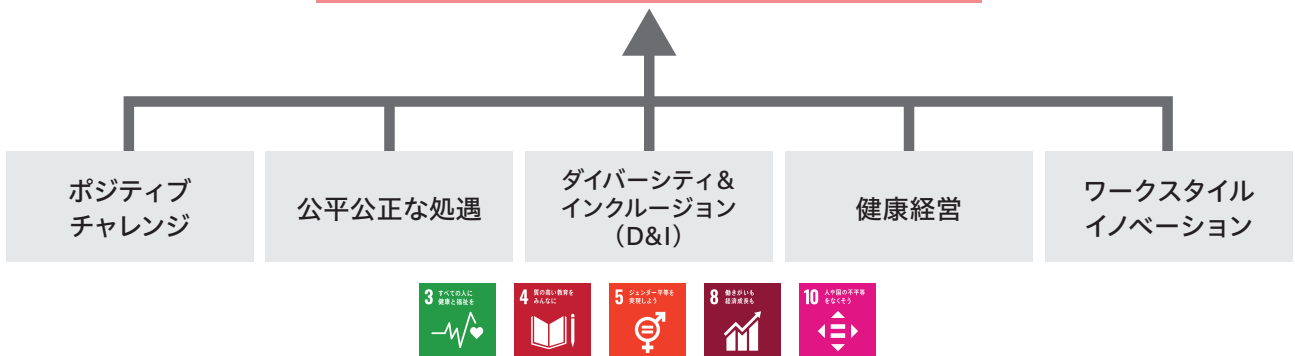 ポジティブ
チャレンジ
公平公正な処遇
ダイバーシティ&
インクルージョン
（D&I）
健康経営
ワークスタイル
イノベーション
3 すべての人に
健康と福祉を
4 質の高い教育を
みんなに
5 ジェンダー平等を
実現しよう
8 働きがいも
経済成長も
10 人や国の不平等
をなくそう